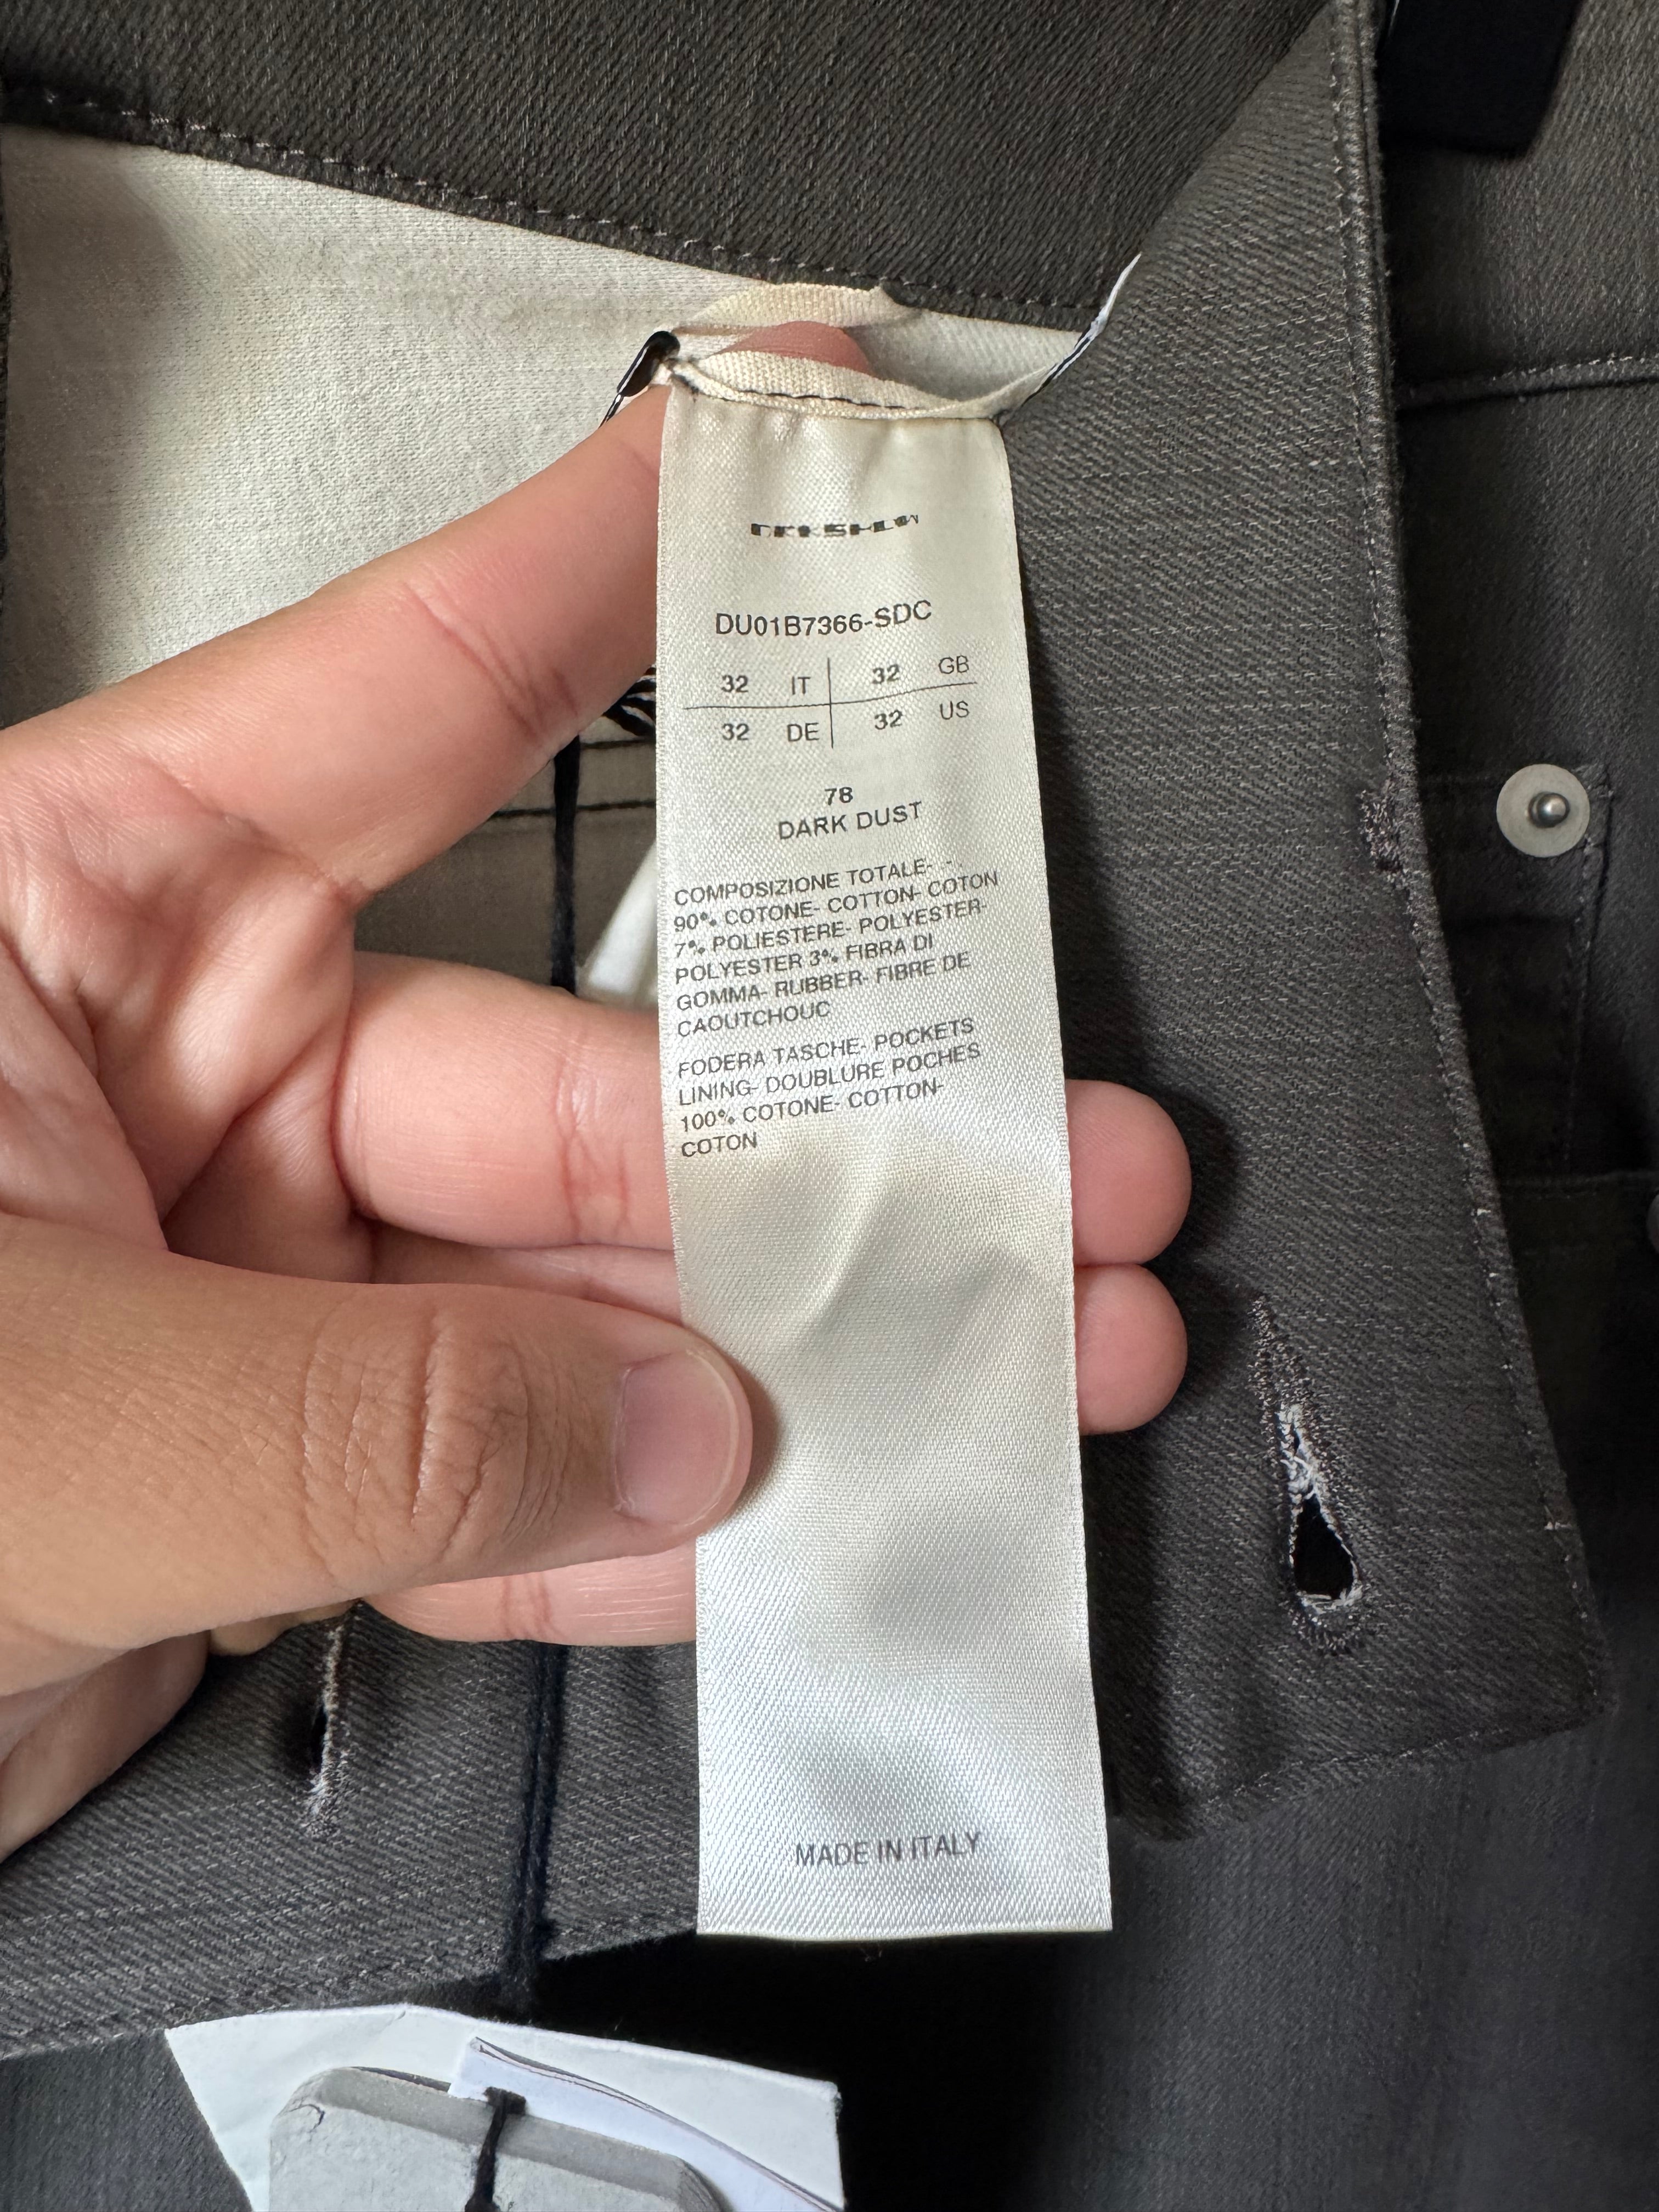 DRKSHDW
DU01B7366-SDC
32 IT 32 GB
32 DE 32 US
78
DARK DUST
COMPOSIZIONE TOTALE-
90% COTONE- COTTON- COTON
7% POLIESTERE- POLYESTER-
POLYESTER 3% FIBRA DI
GOMMA- RUBBER- FIBRE DE
CAOUTCHOUC
FODERA TASCHE- POCKETS
LINING- DOUBLURE POCHES
100% COTONE- COTTON-
COTON
MADE IN ITALY